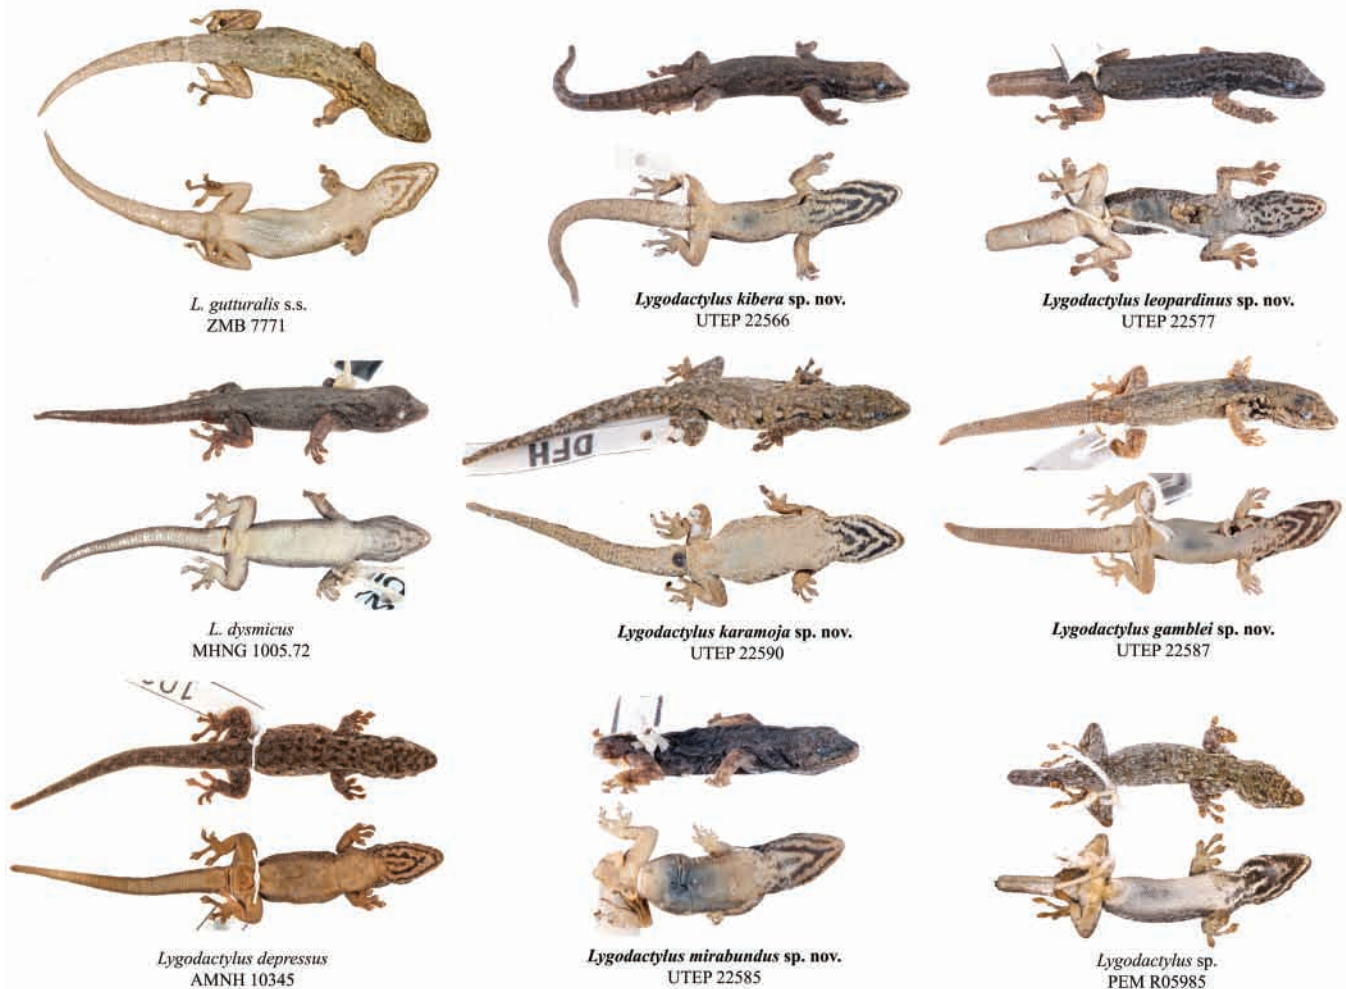 L. gutturalis s.s.
ZMB 7771
Lygodactylus kibera sp. nov.
UTEP 22566
Lygodactylus leopardinus sp. nov.
UTEP 22577
DFH
L. dysmicus
MHNG 1005.72
Lygodactylus karamoja sp. nov.
UTEP 22590
Lygodactylus gamblei sp. nov.
UTEP 22587
Lygodactylus depressus
AMNH 10345
Lygodactylus mirabundus sp. nov.
UTEP 22585
Lygodactylus sp.
PEM R05985